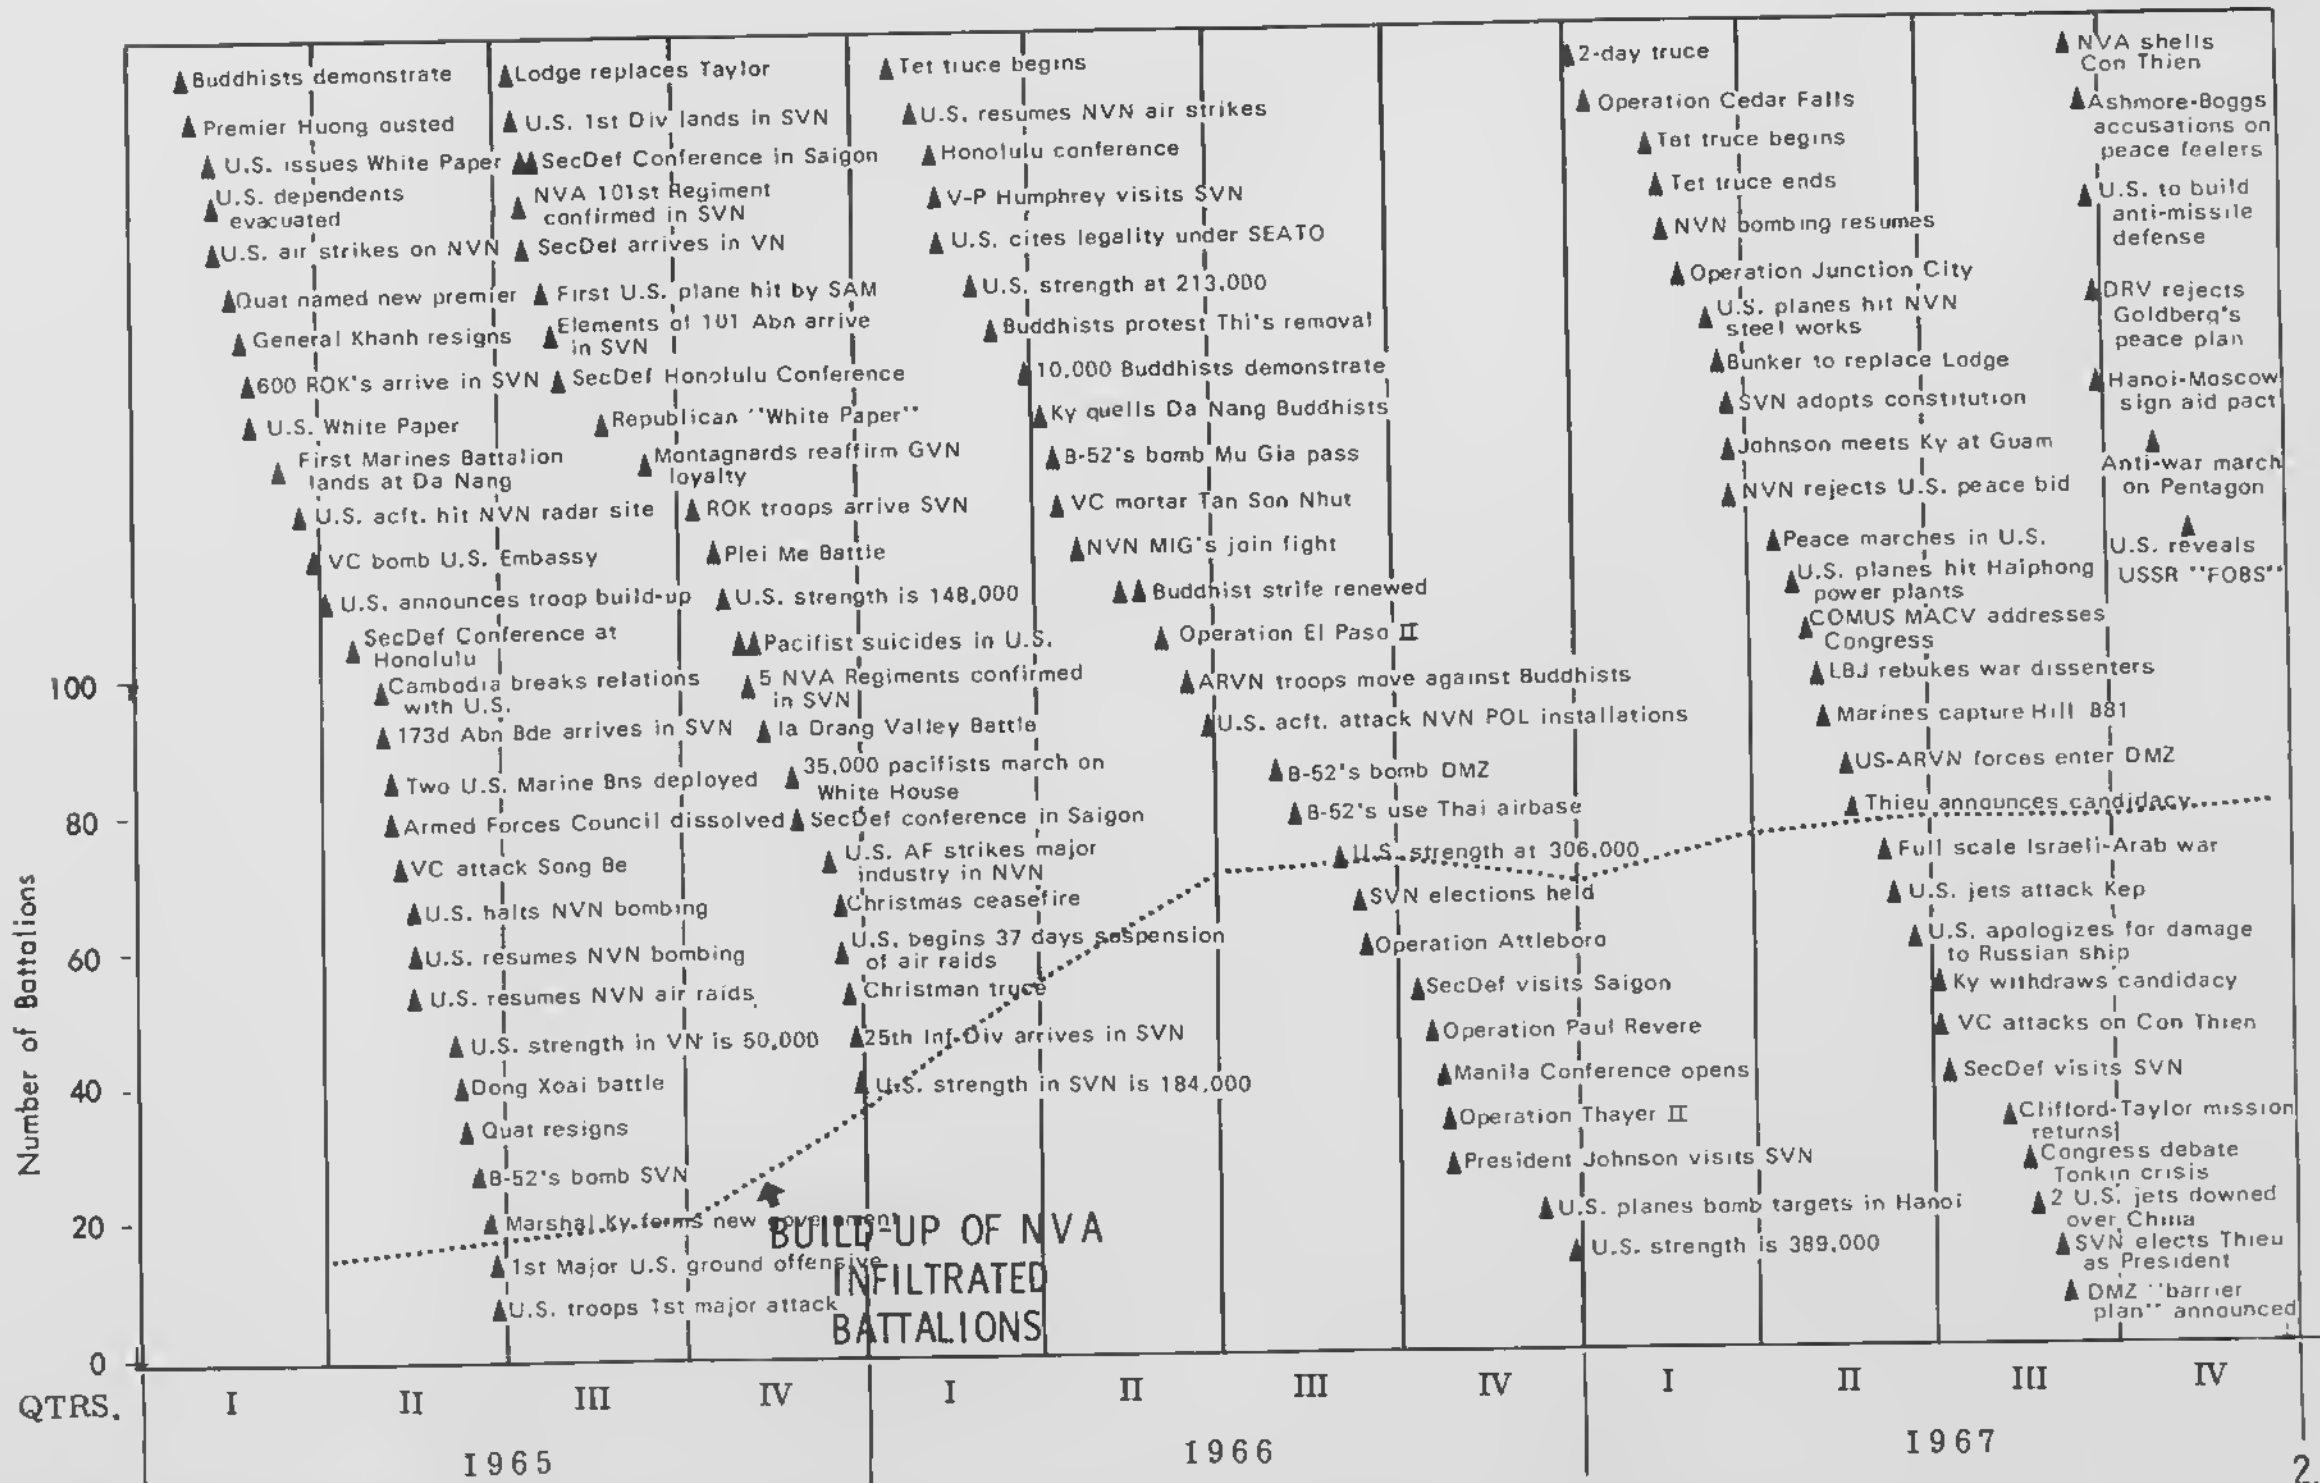 Buddhists demonstrate
Premier Huong ousted
U.S. issues White Paper
U.S. dependents
evacuated
U.S. air strikes on NVN
Quat named new premier
General Khanh resigns
600 ROK's arrive in SVN
U.S. White Paper
First Marines Battalion
lands at Da Nang
U.S. acft. hit NVN radar site
VC bomb U.S. Embassy
U.S. announces troop build-up
SecDef Conference at
Honolulu
Cambodia breaks relations
with U.S.
173d Abn Bde arrives in SVN
Two U.S. Marine Bns deployed
Armed Forces Council dissolved
VC attack Song Be
U.S. halts NVN bombing
U.S. resumes NVN bombing
U.S. resumes NVN air raids
U.S. strength in VN is 50,000
Dong Xoai battle
Quat resigns
B-52's bomb SVN
Marshal Ky forms new government
1st Major U.S. ground offensive
U.S. troops 1st major attack
Lodge replaces Taylor
U.S. 1st Div lands in SVN
SecDef Conference in Saigon
NVA 101st Regiment
confirmed in SVN
SecDef arrives in VN
First U.S. plane hit by SAM
Elements of 101 Abn arrive
in SVN
SecDef Honolulu Conference
Republican "White Paper"
Montagnards reaffirm GVN
loyalty
ROK troops arrive SVN
Plei Me Battle
U.S. strength is 148,000
Pacifist suicides in U.S.
5 NVA Regiments confirmed
in SVN
Ia Drang Valley Battle
35,000 pacifists march on
White House
SecDef conference in Saigon
U.S. AF strikes major
industry in NVN
Christmas ceasefire
U.S. begins 37 days suspension
of air raids
Christman truce
25th Inf Div arrives in SVN
U.S. strength in SVN is 184,000
BUILD-UP OF NVA
INFILTRATED
BATTALIONS
Tet truce begins
U.S. resumes NVN air strikes
Honolulu conference
V-P Humphrey visits SVN
U.S. cites legality under SEATO
U.S. strength at 213,000
Buddhists protest Thi's removal
10,000 Buddhists demonstrate
Ky quells Da Nang Buddhists
B-52's bomb Mu Gia pass
VC mortar Tan Son Nhut
NVN MIG's join fight
Buddhist strife renewed
Operation El Paso II
ARVN troops move against Buddhists
U.S. acft. attack NVN POL installations
B-52's bomb DMZ
B-52's use Thai airbase
U.S. strength at 306,000
SVN elections held
Operation Attleboro
SecDef visits Saigon
Operation Paul Revere
Manila Conference opens
Operation Thayer II
President Johnson visits SVN
U.S. planes bomb targets in Hanoi
U.S. strength is 389,000
2-day truce
Operation Cedar Falls
Tet truce begins
Tet truce ends
NVN bombing resumes
Operation Junction City
U.S. planes hit NVN
steel works
Bunker to replace Lodge
SVN adopts constitution
Johnson meets Ky at Guam
NVN rejects U.S. peace bid
Peace marches in U.S.
U.S. planes hit Haiphong
power plants
COMUS MACV addresses
Congress
LBJ rebukes war dissenters
Marines capture Hill 881
US-ARVN forces enter DMZ
Thieu announces candidacy
Full scale Israeli-Arab war
U.S. jets attack Kep
U.S. apologizes for damage
to Russian ship
Ky withdraws candidacy
VC attacks on Con Thien
SecDef visits SVN
Clifford-Taylor mission
returns
Congress debate
Tonkin crisis
2 U.S. jets downed
over China
SVN elects Thieu
as President
DMZ "barrier
plan" announced
NVA shells
Con Thien
Ashmore-Boggs
accusations on
peace feelers
U.S. to build
anti-missile
defense
DRV rejects
Goldberg's
peace plan
Hanoi-Moscow
sign aid pact
Anti-war march
on Pentagon
U.S. reveals
USSR "FOBS"
Number of Battalions
100
80
60
40
20
0
QTRS. I II III IV I II III IV I II III IV
1965 1966 1967
2